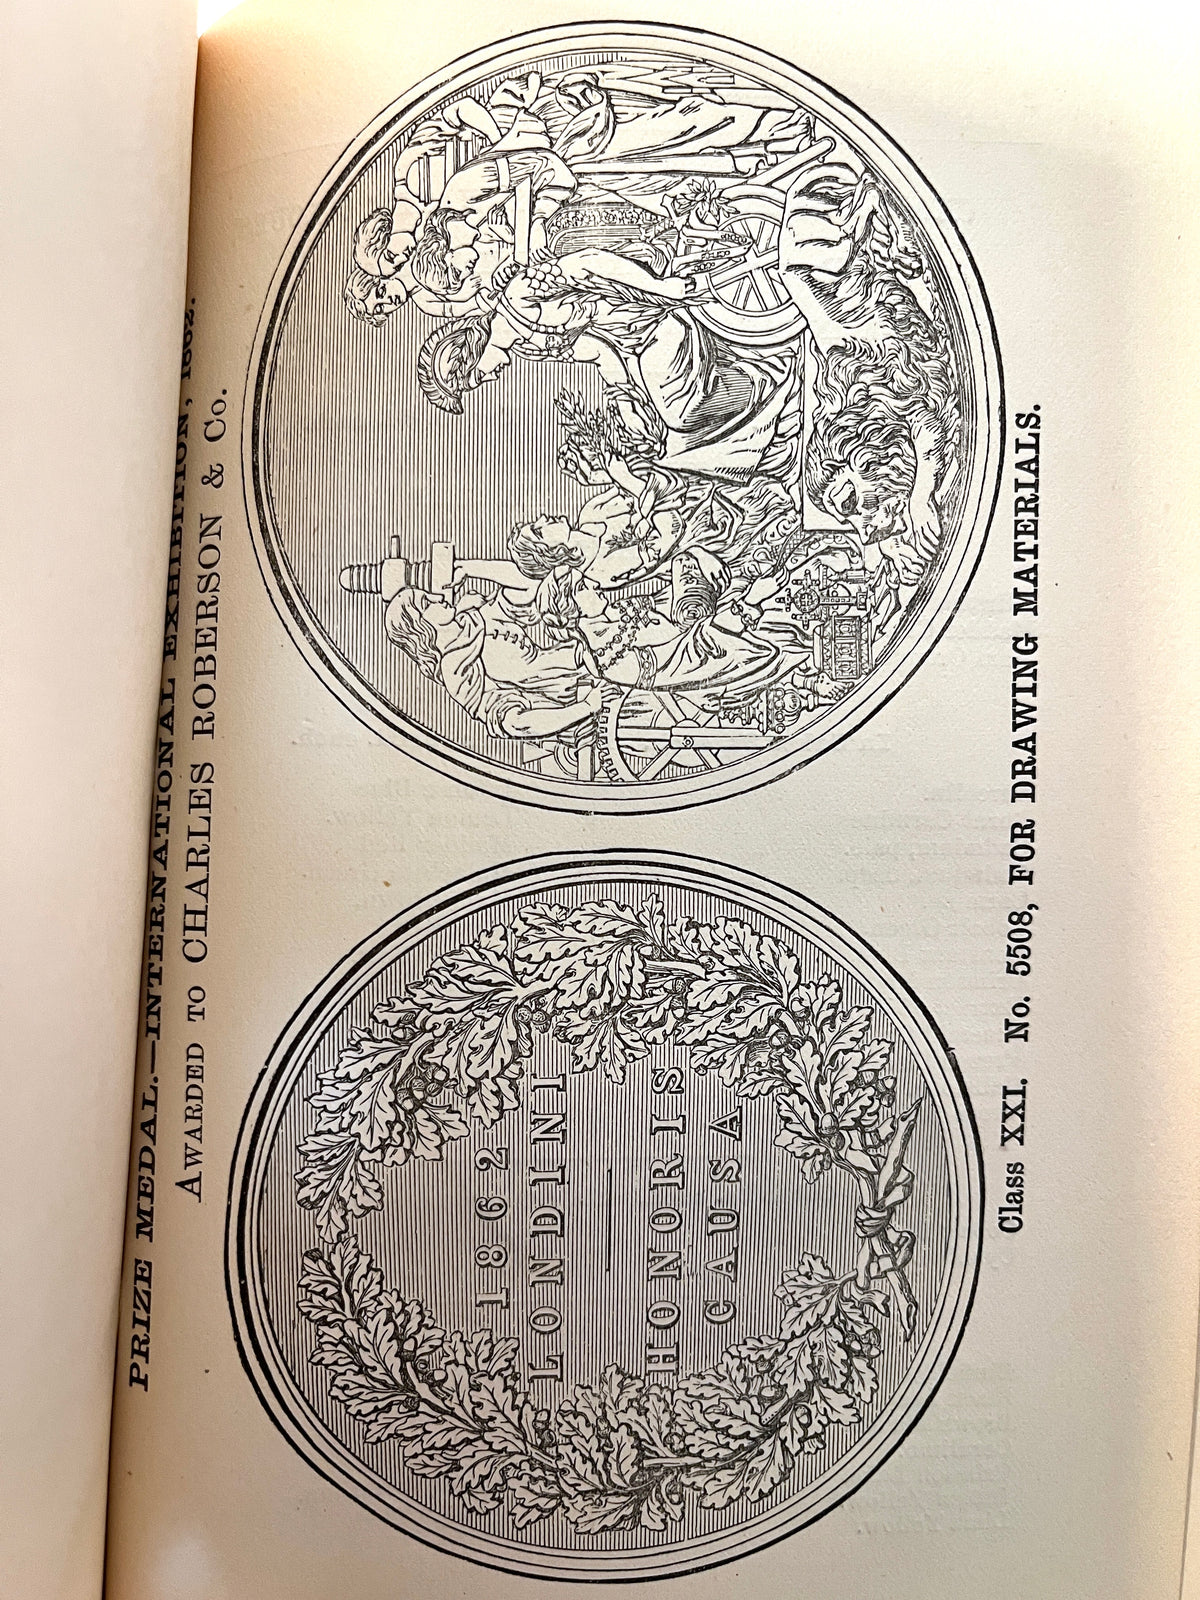 PRIZE MEDAL.—INTERNATIONAL EXHIBITION, 1862.
AWARDED TO CHARLES ROBERSON & CO.
1862
LONDINI
HONORIS
CAUSA
Class XXI. No. 5508, FOR DRAWING MATERIALS.